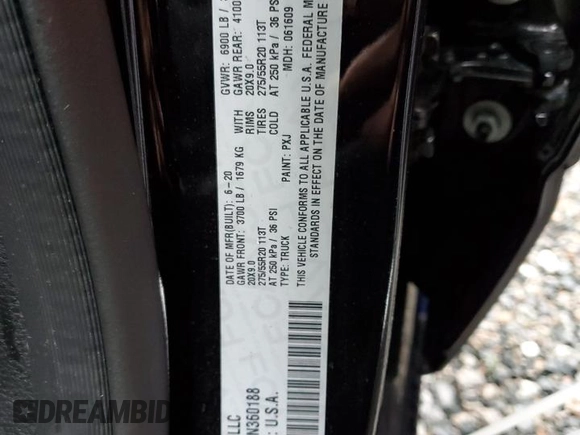 LLC
N360188
: U.S.A.
DATE OF MFR(BUILT): 6-20 GVWR: 6900 LB /
GAWR FRONT: 3700 LB / 1679 KG WITH GAWR REAR: 4100
20X9.0 RIMS 20X9.0
275/55R20 113T TIRES 275/55R20 113T
AT 250 kPa / 36 PSI COLD AT 250 kPa / 36 PS
TYPE: TRUCK PAINT: PXJ MDH: 061609
THIS VEHICLE CONFORMS TO ALL APPLICABLE U.S.A. FEDERAL M
STANDARDS IN EFFECT ON THE DATE OF MANUFACTURE
DiRECT
WITH DIRECT